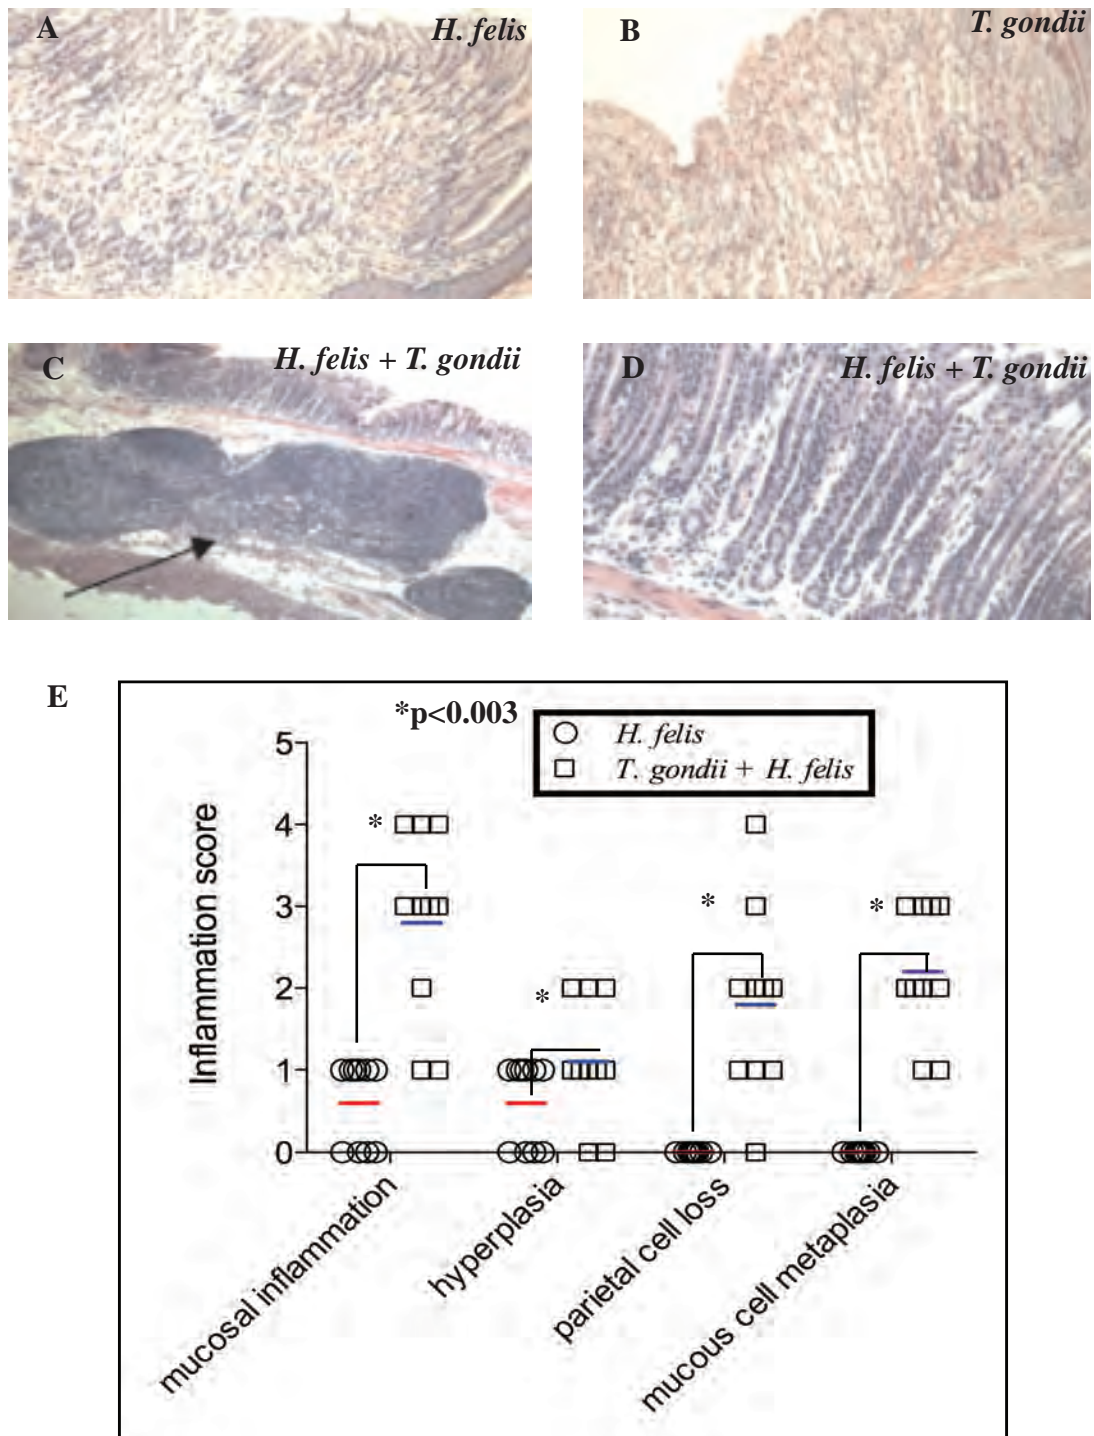 A
H. felis
B
T. gondii
C
H. felis + T. gondii
D
H. felis + T. gondii
E
*p<0.003
H. felis
T. gondii + H. felis
Inflammation score
5
4
3
2
1
0
*
*
*
*
mucosal inflammation
hyperplasia
parietal cell loss
mucous cell metaplasia